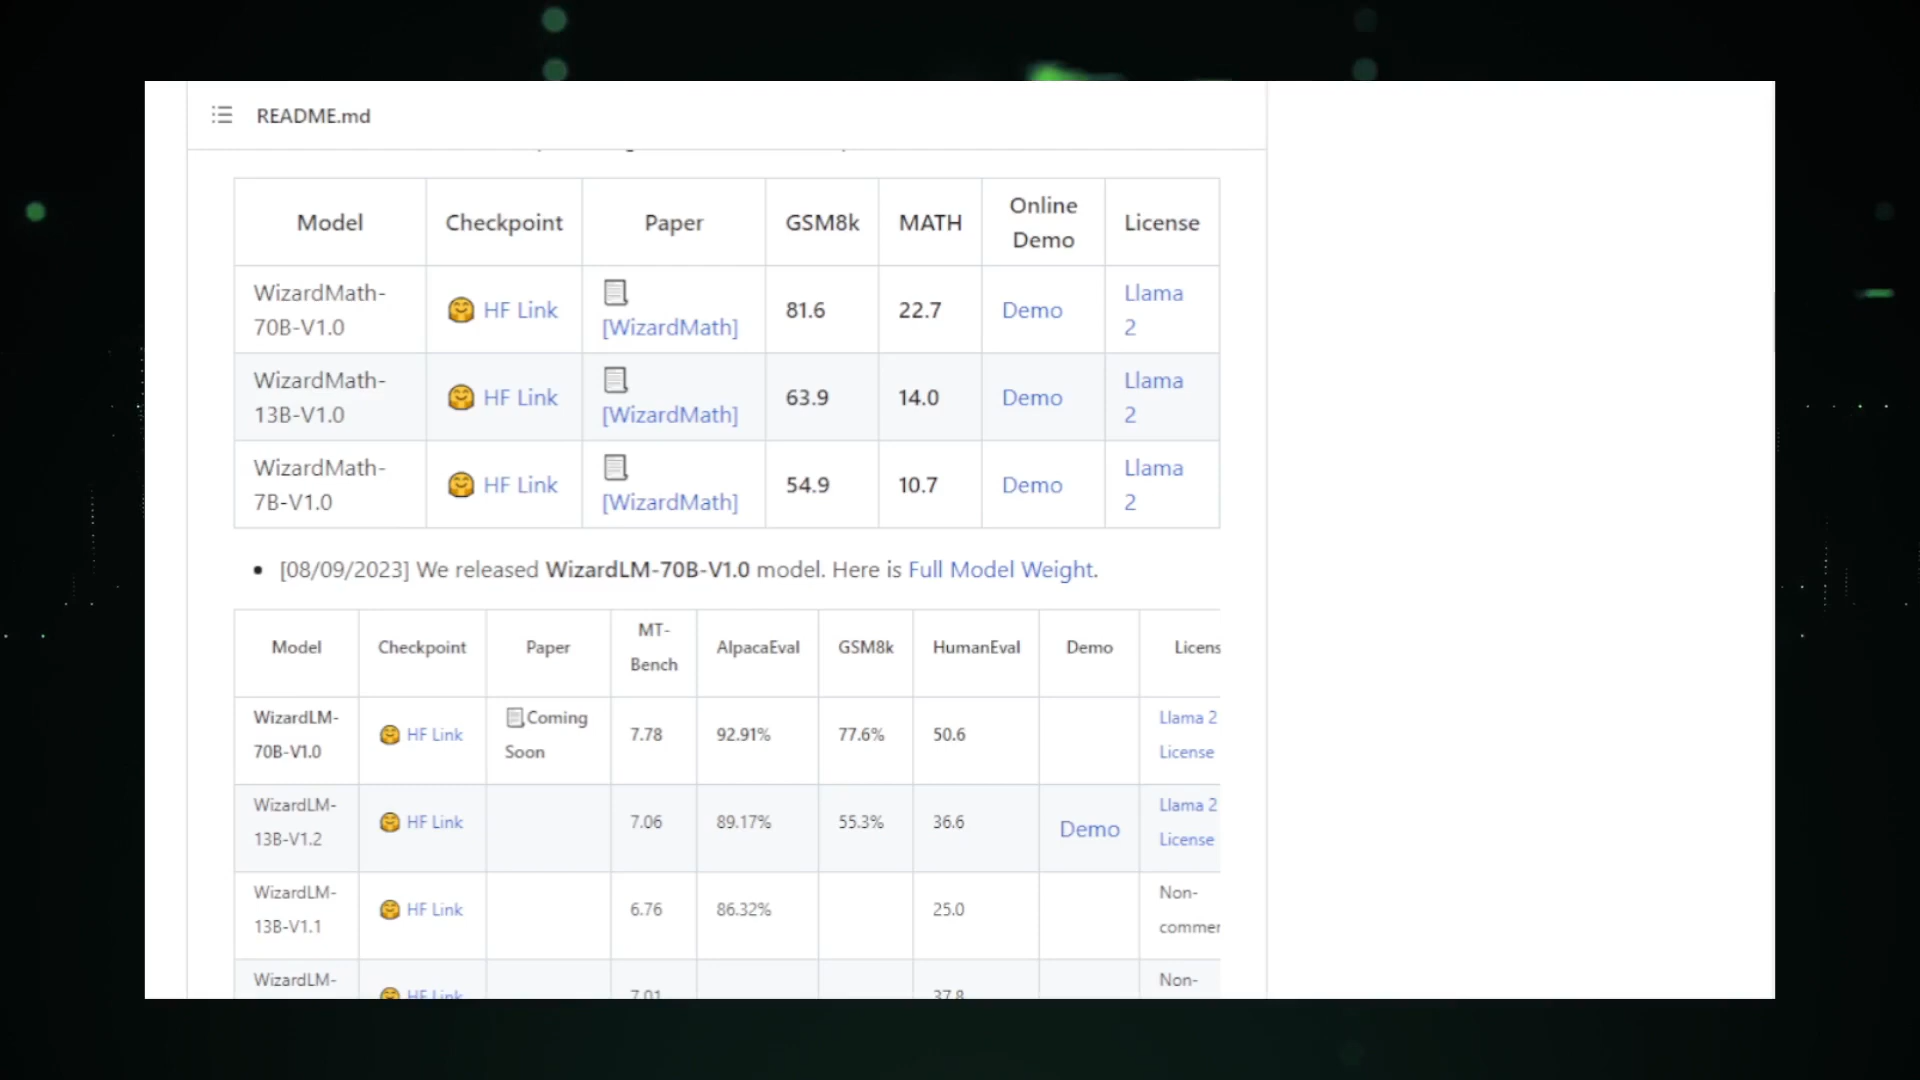 README.md
Model Checkpoint Paper GSM8k MATH Online Demo License
WizardMath-70B-V1.0 HF Link [WizardMath] 81.6 22.7 Demo Llama 2
WizardMath-13B-V1.0 HF Link [WizardMath] 63.9 14.0 Demo Llama 2
WizardMath-7B-V1.0 HF Link [WizardMath] 54.9 10.7 Demo Llama 2
• [08/09/2023] We released WizardLM-70B-V1.0 model. Here is Full Model Weight.
Model Checkpoint Paper MT-Bench AlpacaEval GSM8k HumanEval Demo Licens
WizardLM-70B-V1.0 HF Link Coming Soon 7.78 92.91% 77.6% 50.6 Llama 2 License
WizardLM-13B-V1.2 HF Link 7.06 89.17% 55.3% 36.6 Demo Llama 2 License
WizardLM-13B-V1.1 HF Link 6.76 86.32% 25.0 Non-commer
WizardLM- HF Link 7.01 37.8 Non-